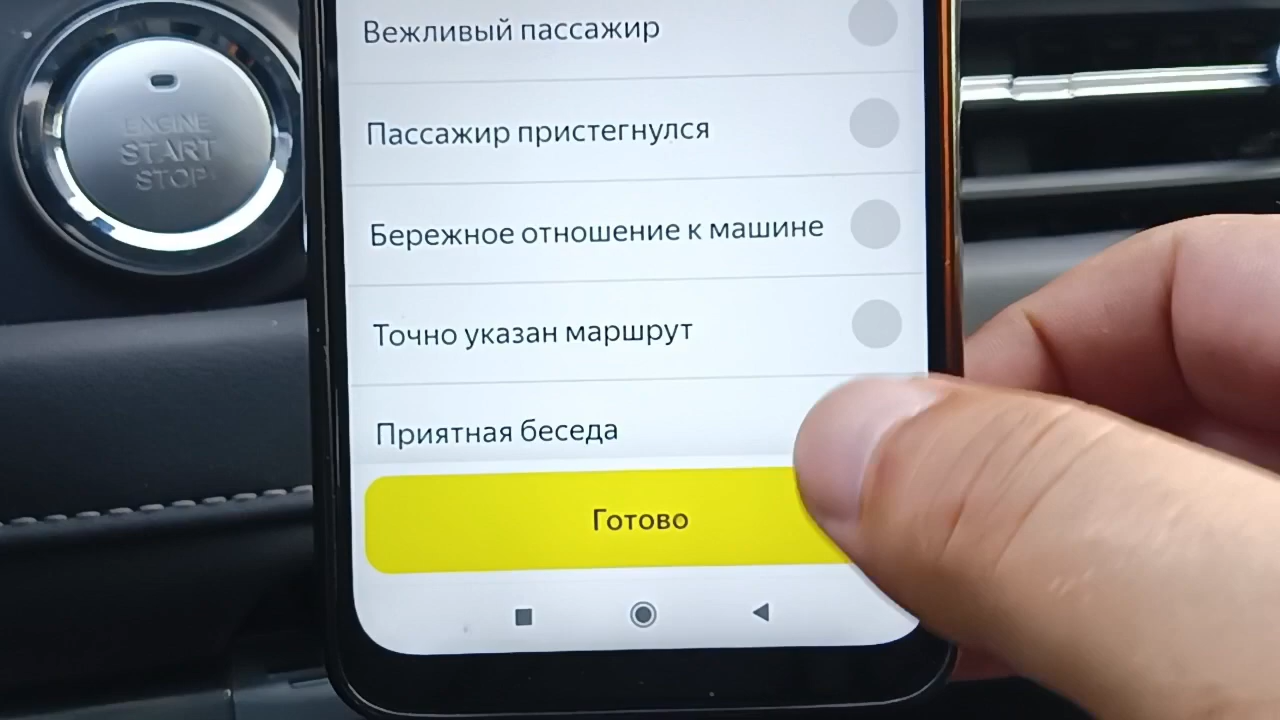 ENGINE
START
STOP
Вежливый пассажир
Пассажир пристегнулся
Бережное отношение к машине
Точно указан маршрут
Приятная беседа
Готово